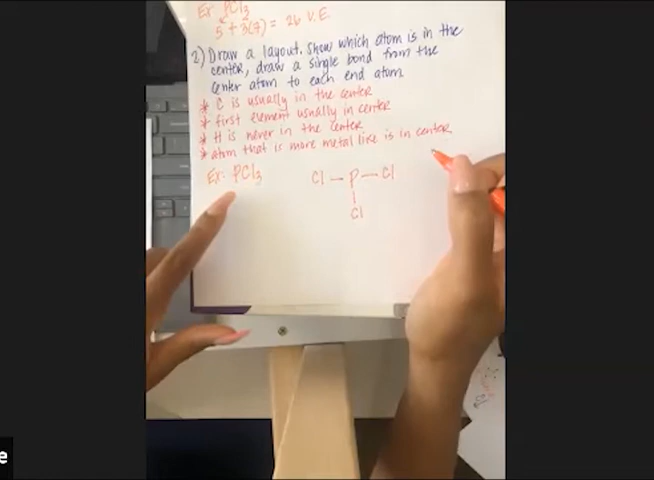 Ex: PCl3
5 + 3(7) = 26 V.E.
2) Draw a layout. Show which atom is in the
center, draw a single bond from the
center atom to each end atom
* C is usually in the center
* first element usually in center
* H is never in the center
* atom that is more metal like is in center
Ex: PCl3
Cl — P — Cl
|
Cl
e